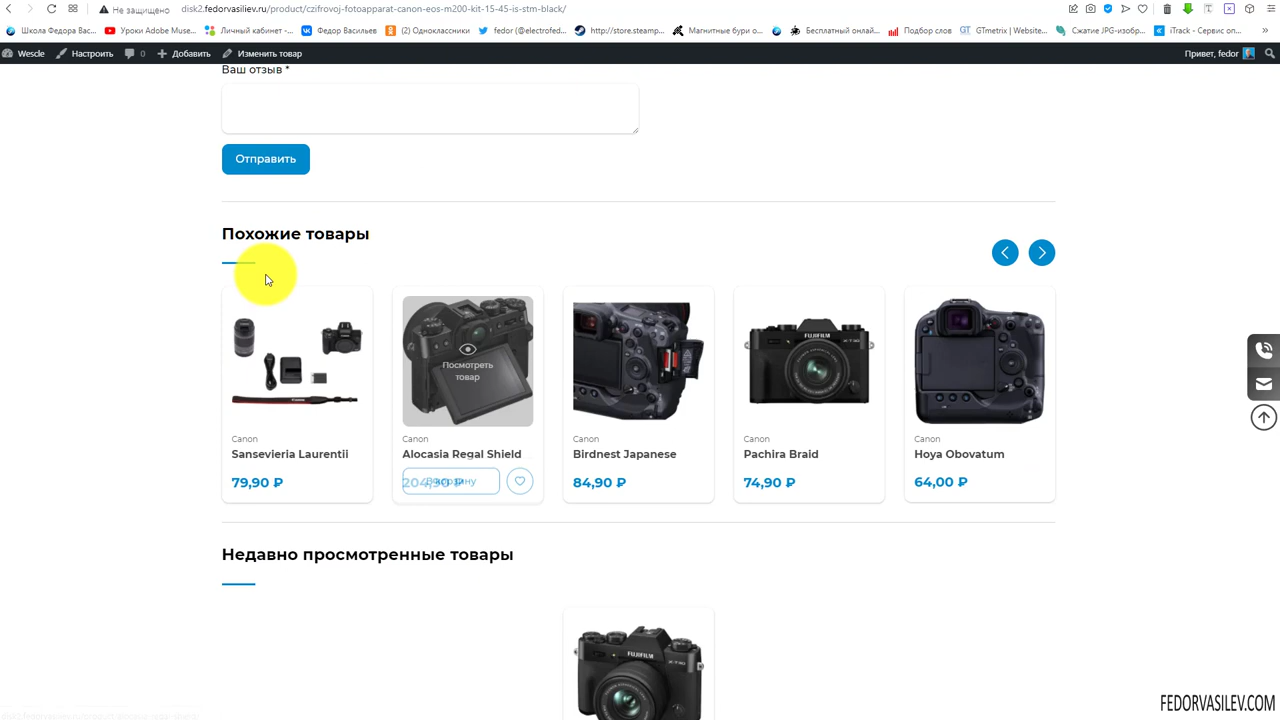 disk2.fedorvasiliev.ru/product/czifrovoj-fotoapparat-canon-eos-m200-kit-15-45-is-stm-black/
Не защищено
Школа Федора Вас...
Уроки Adobe Muse...
Личный кабинет -...
Федор Васильев
(2) Одноклассники
fedor (@electrofed...
http://store.steamp...
Магнитные бури о...
Бесплатный онлай...
Подбор слов
GTmetrix | Website...
Сжатие JPG-изобр...
iTrack - Сервис оп...
Wescle
Настроить
0
Добавить
Изменить товар
Привет, fedor
Ваш отзыв *
Отправить
Похожие товары
Посмотреть
товар
Canon
Sansevieria Laurentii
79,90 ₽
Canon
Alocasia Regal Shield
204,90 ₽
Canon
Birdnest Japanese
84,90 ₽
Canon
Pachira Braid
74,90 ₽
Canon
Hoya Obovatum
64,00 ₽
Недавно просмотренные товары
FEDORVASILEV.COM